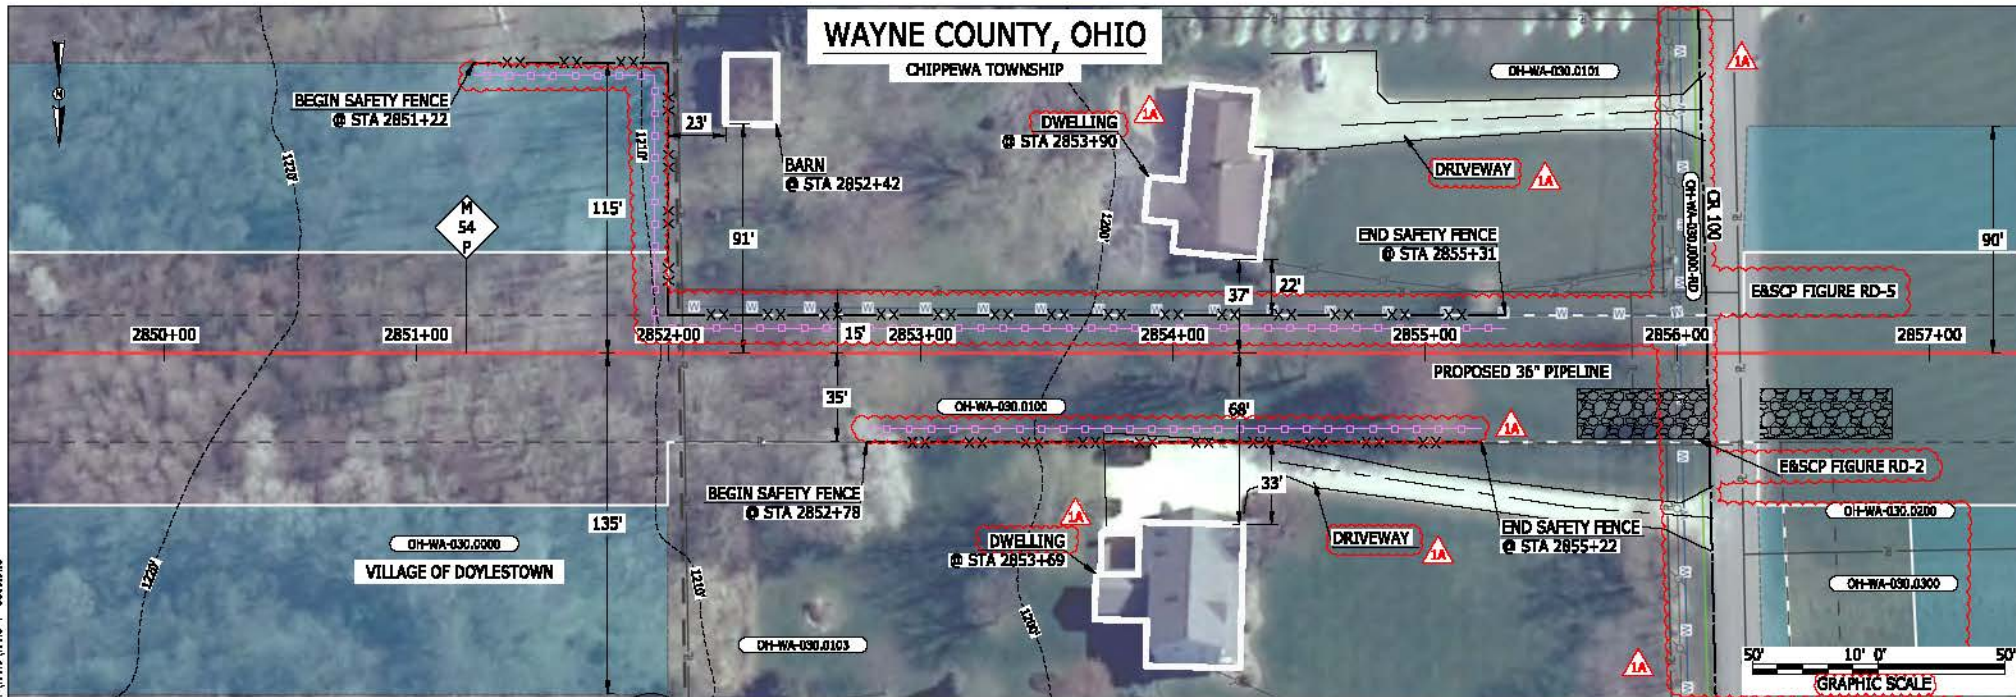 WAYNE COUNTY, OHIO
CHIPPEWA TOWNSHIP
N
BEGIN SAFETY FENCE
@ STA 2851+22
1220'
1210'
23'
BARN
@ STA 2852+42
DWELLING
@ STA 2853+90
1A
OH-WA-030.0101
1A
DRIVEWAY
1A
M
54
P
115'
91'
1200'
END SAFETY FENCE
@ STA 2855+31
OH-WA-030.0000-RD
CR 100
90'
37'
22'
E&SCP FIGURE RD-5
2850+00
2851+00
2852+00
15'
2853+00
2854+00
2855+00
2856+00
2857+00
PROPOSED 36" PIPELINE
35'
OH-WA-030.0100
68'
1A
E&SCP FIGURE RD-2
BEGIN SAFETY FENCE
@ STA 2852+78
33'
135'
1A
DWELLING
@ STA 2853+69
DRIVEWAY
1A
END SAFETY FENCE
@ STA 2855+22
OH-WA-030.0200
OH-WA-030.0000
VILLAGE OF DOYLESTOWN
1220'
1210'
1200'
OH-WA-030.0300
OH-WA-030.0103
1A
50'
10'
0'
50'
GRAPHIC SCALE